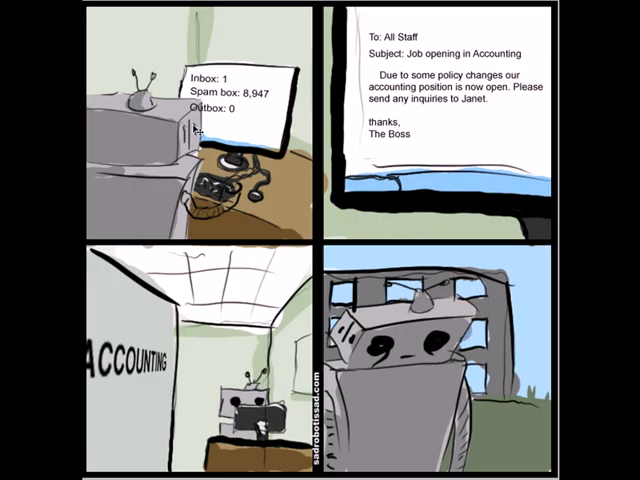 Inbox: 1
Spam box: 8,947
Outbox: 0
To: All Staff
Subject: Job opening in Accounting
Due to some policy changes our
accounting position is now open. Please
send any inquiries to Janet.
thanks,
The Boss
ACCOUNTING
sadrobotissad.com